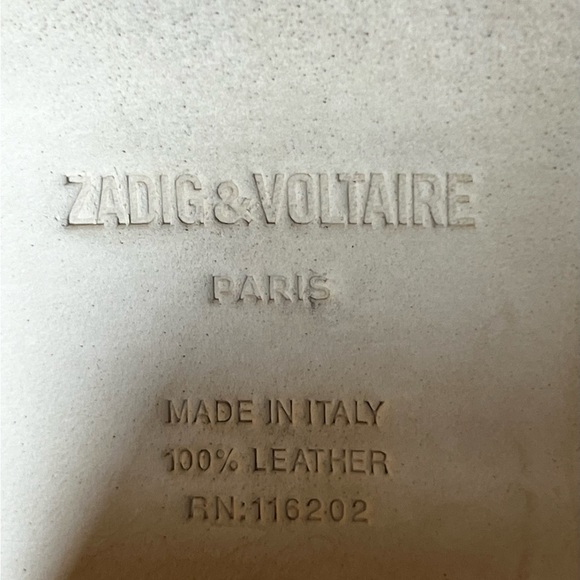 ZADIG & VOLTAIRE
PARIS
MADE IN ITALY
100% LEATHER
RN:116202